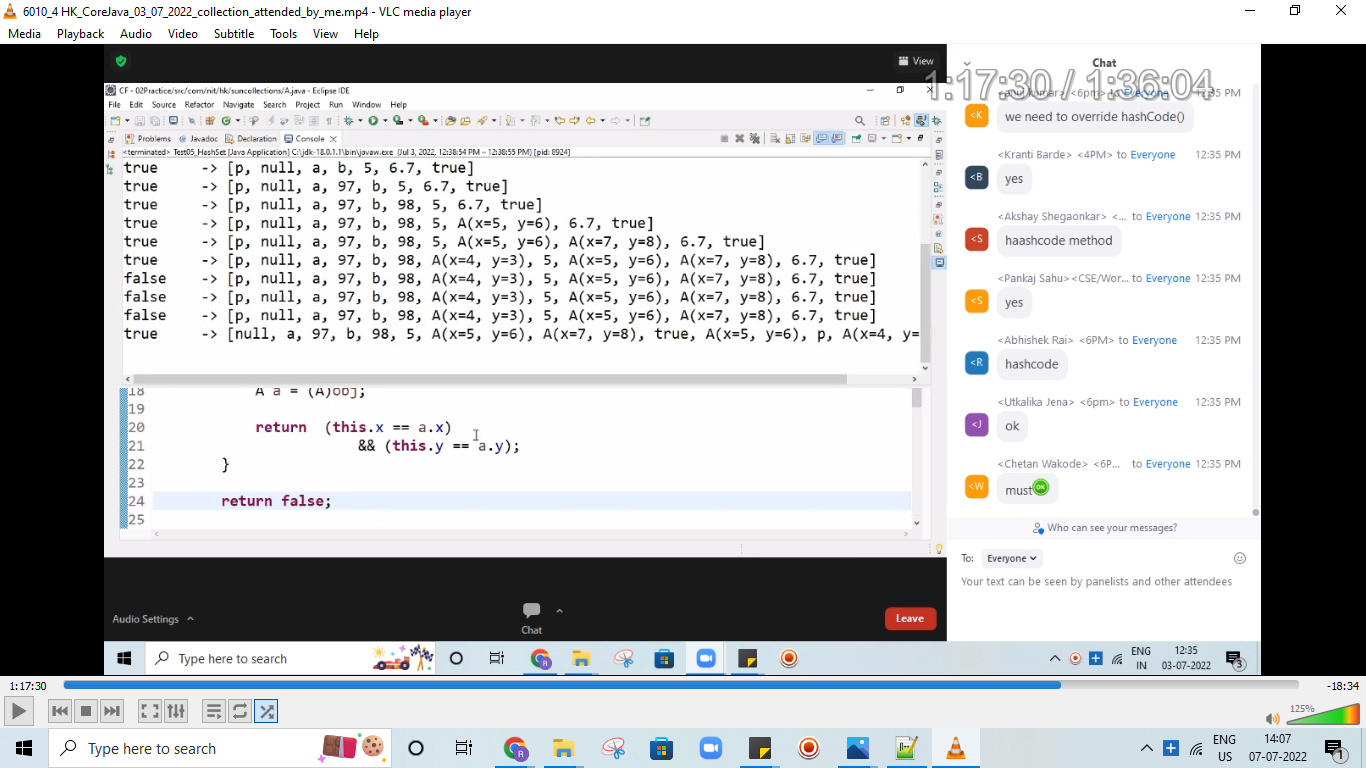 6010_4 HK_CoreJava_03_07_2022_collection_attended_by_me.mp4 - VLC media player
Media Playback Audio Video Subtitle Tools View Help
View
1:17:30 / 1:36:04
CF - 02Practice/src/com/nit/hk/suncollections/A.java - Eclipse IDE
File Edit Source Refactor Navigate Search Project Run Window Help
Problems Javadoc Declaration Console
<terminated> Test05_HashSet [Java Application] C:\jdk-18.0.1.1\bin\javaw.exe (Jul 3, 2022, 12:38:54 PM – 12:38:55 PM) [pid: 8924]
true -> [p, null, a, b, 5, 6.7, true]
true -> [p, null, a, 97, b, 5, 6.7, true]
true -> [p, null, a, 97, b, 98, 5, 6.7, true]
true -> [p, null, a, 97, b, 98, 5, A(x=5, y=6), 6.7, true]
true -> [p, null, a, 97, b, 98, 5, A(x=5, y=6), A(x=7, y=8), 6.7, true]
true -> [p, null, a, 97, b, 98, A(x=4, y=3), 5, A(x=5, y=6), A(x=7, y=8), 6.7, true]
false -> [p, null, a, 97, b, 98, A(x=4, y=3), 5, A(x=5, y=6), A(x=7, y=8), 6.7, true]
false -> [p, null, a, 97, b, 98, A(x=4, y=3), 5, A(x=5, y=6), A(x=7, y=8), 6.7, true]
false -> [p, null, a, 97, b, 98, A(x=4, y=3), 5, A(x=5, y=6), A(x=7, y=8), 6.7, true]
true -> [null, a, 97, b, 98, 5, A(x=5, y=6), A(x=7, y=8), true, A(x=5, y=6), p, A(x=4, y=
18 A a = (A)obj;
19
20 return (this.x == a.x)
21 && (this.y == a.y);
22 }
23
24 return false;
25
Audio Settings
Chat
Leave
Chat
<6pm> to Everyone 12:35 PM
<K
we need to override hashCode()
<Kranti Barde> <4PM> to Everyone 12:35 PM
<B
yes
<Akshay Shegaonkar> <... to Everyone 12:35 PM
<S
haashcode method
<Pankaj Sahu><CSE/Wor... to Everyone 12:35 PM
<S
yes
<Abhishek Rai> <6PM> to Everyone 12:35 PM
<R
hashcode
<Utkalika Jena> <6pm> to Everyone 12:35 PM
<J
ok
<Chetan Wakode> <6P... to Everyone 12:35 PM
<W
must OK
Who can see your messages?
To: Everyone
Your text can be seen by panelists and other attendees
Type here to search
ENG
IN
12:35
03-07-2022
3
1:17:30
-18:34
125%
Type here to search
ENG
US
14:07
07-07-2022
1